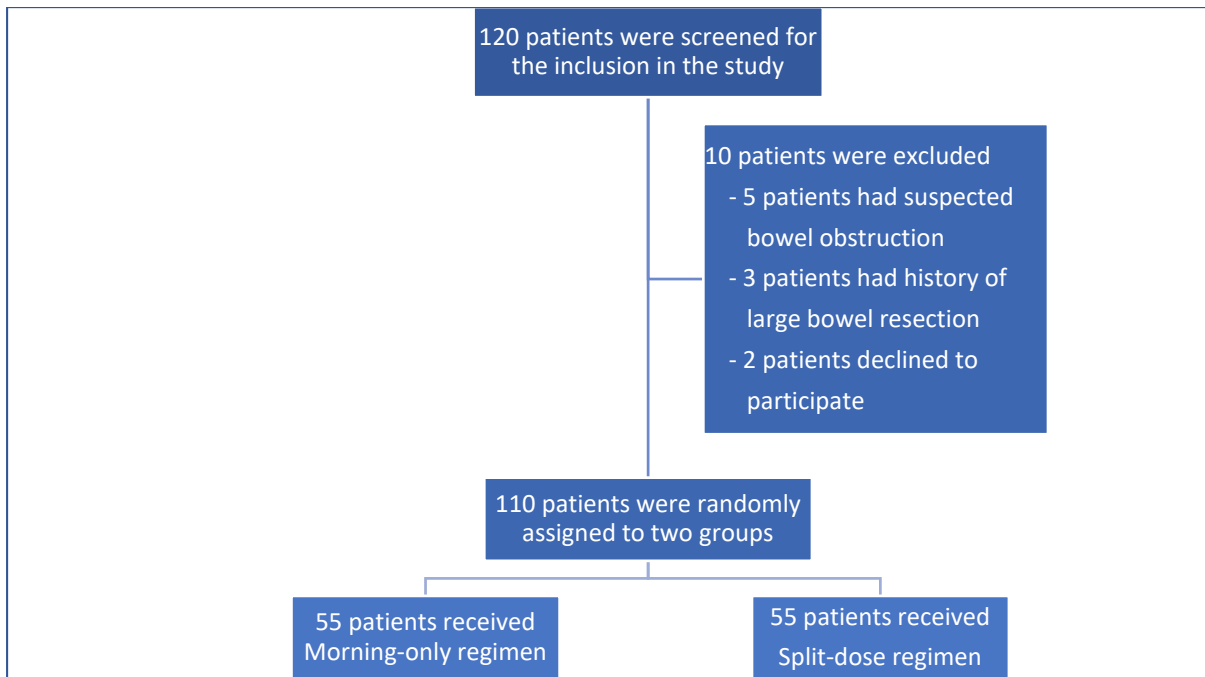 120 patients were screened for
the inclusion in the study
10 patients were excluded
- 5 patients had suspected
bowel obstruction
- 3 patients had history of
large bowel resection
- 2 patients declined to
participate
110 patients were randomly
assigned to two groups
55 patients received
Morning-only regimen
55 patients received
Split-dose regimen